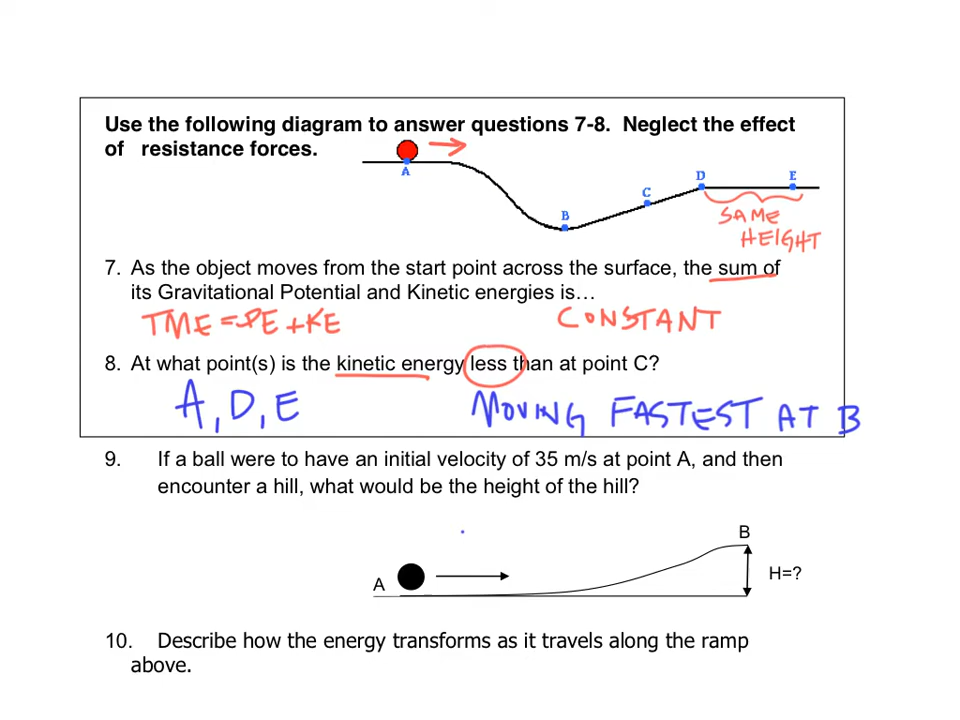 Use the following diagram to answer questions 7-8. Neglect the effect
of resistance forces.
A
B
C
D
E
SAME
HEIGHT
7. As the object moves from the start point across the surface, the sum of
its Gravitational Potential and Kinetic energies is…
TME = PE + KE CONSTANT
8. At what point(s) is the kinetic energy less than at point C?
A, D, E MOVING FASTEST AT B
9. If a ball were to have an initial velocity of 35 m/s at point A, and then
encounter a hill, what would be the height of the hill?
B
A
H=?
10. Describe how the energy transforms as it travels along the ramp
above.